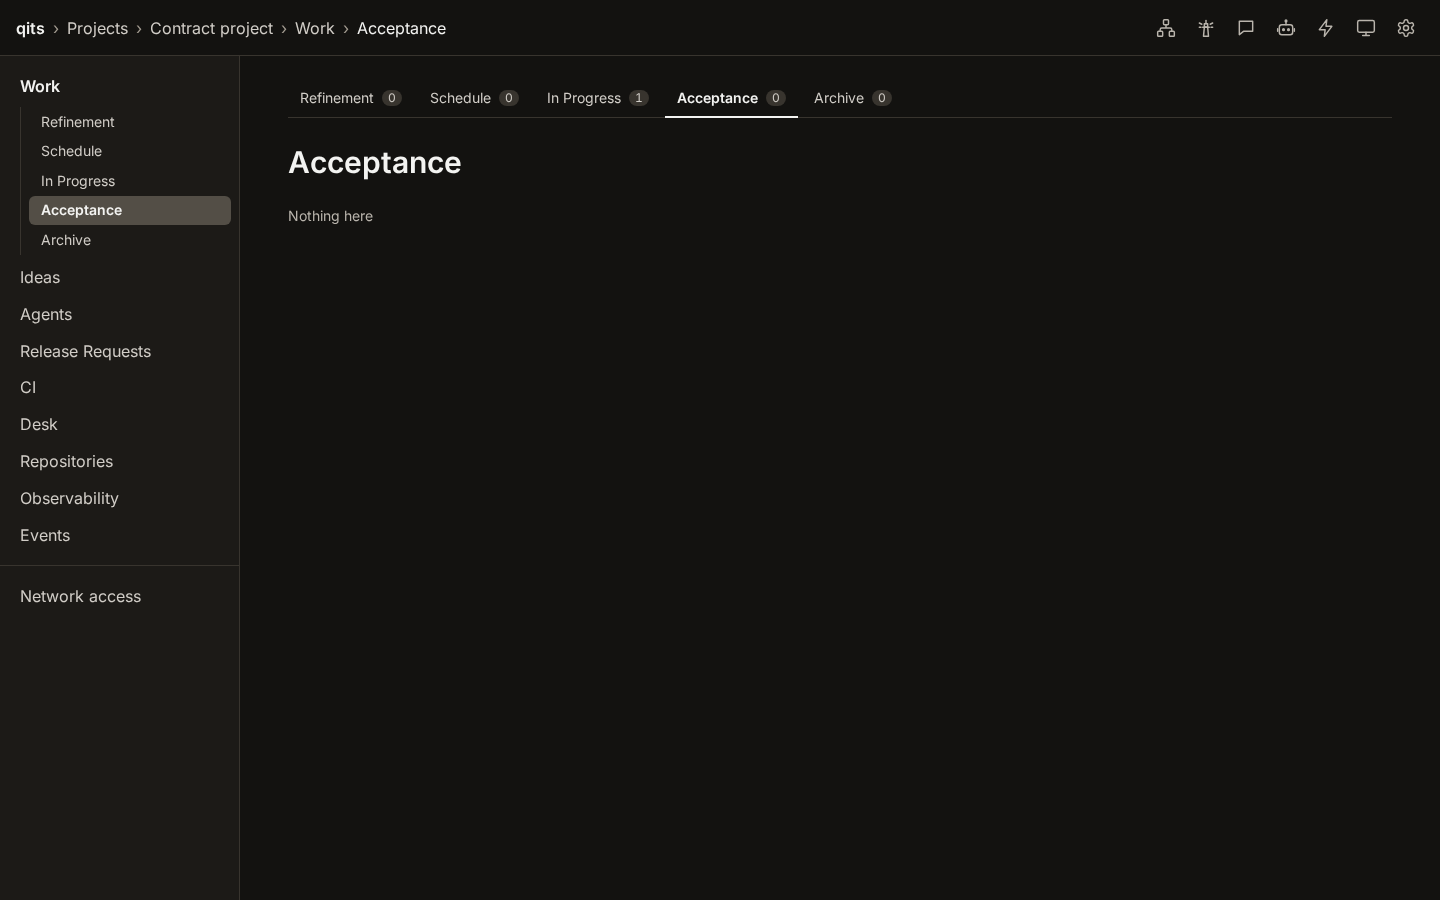 qits › Projects › Contract project › Work › Acceptance
Work
Refinement
Schedule
In Progress
Acceptance
Archive
Ideas
Agents
Release Requests
CI
Desk
Repositories
Observability
Events
Network access
Refinement 0 Schedule 0 In Progress 1 Acceptance 0 Archive 0
Acceptance
Nothing here